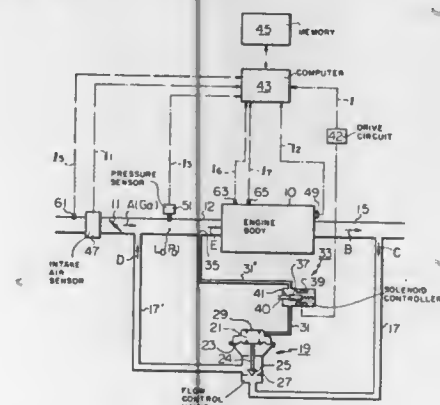 45
MEMORY
COMPUTER
43
I
DRIVE
CIRCUIT
42
PRESSURE
SENSOR
I5
I1
I3
I6
I7
I2
61
11
A(Ga)
51
12
63
65
10
49
15
ENGINE
BODY
47
INTAKE
AIR
SENSOR
D
E
35
B
C
31'
37
33
39
41
40
SOLENOID
CONTROLLER
17'
29
21
31
23
24
19
25
27
17
FLOW
CONTROL